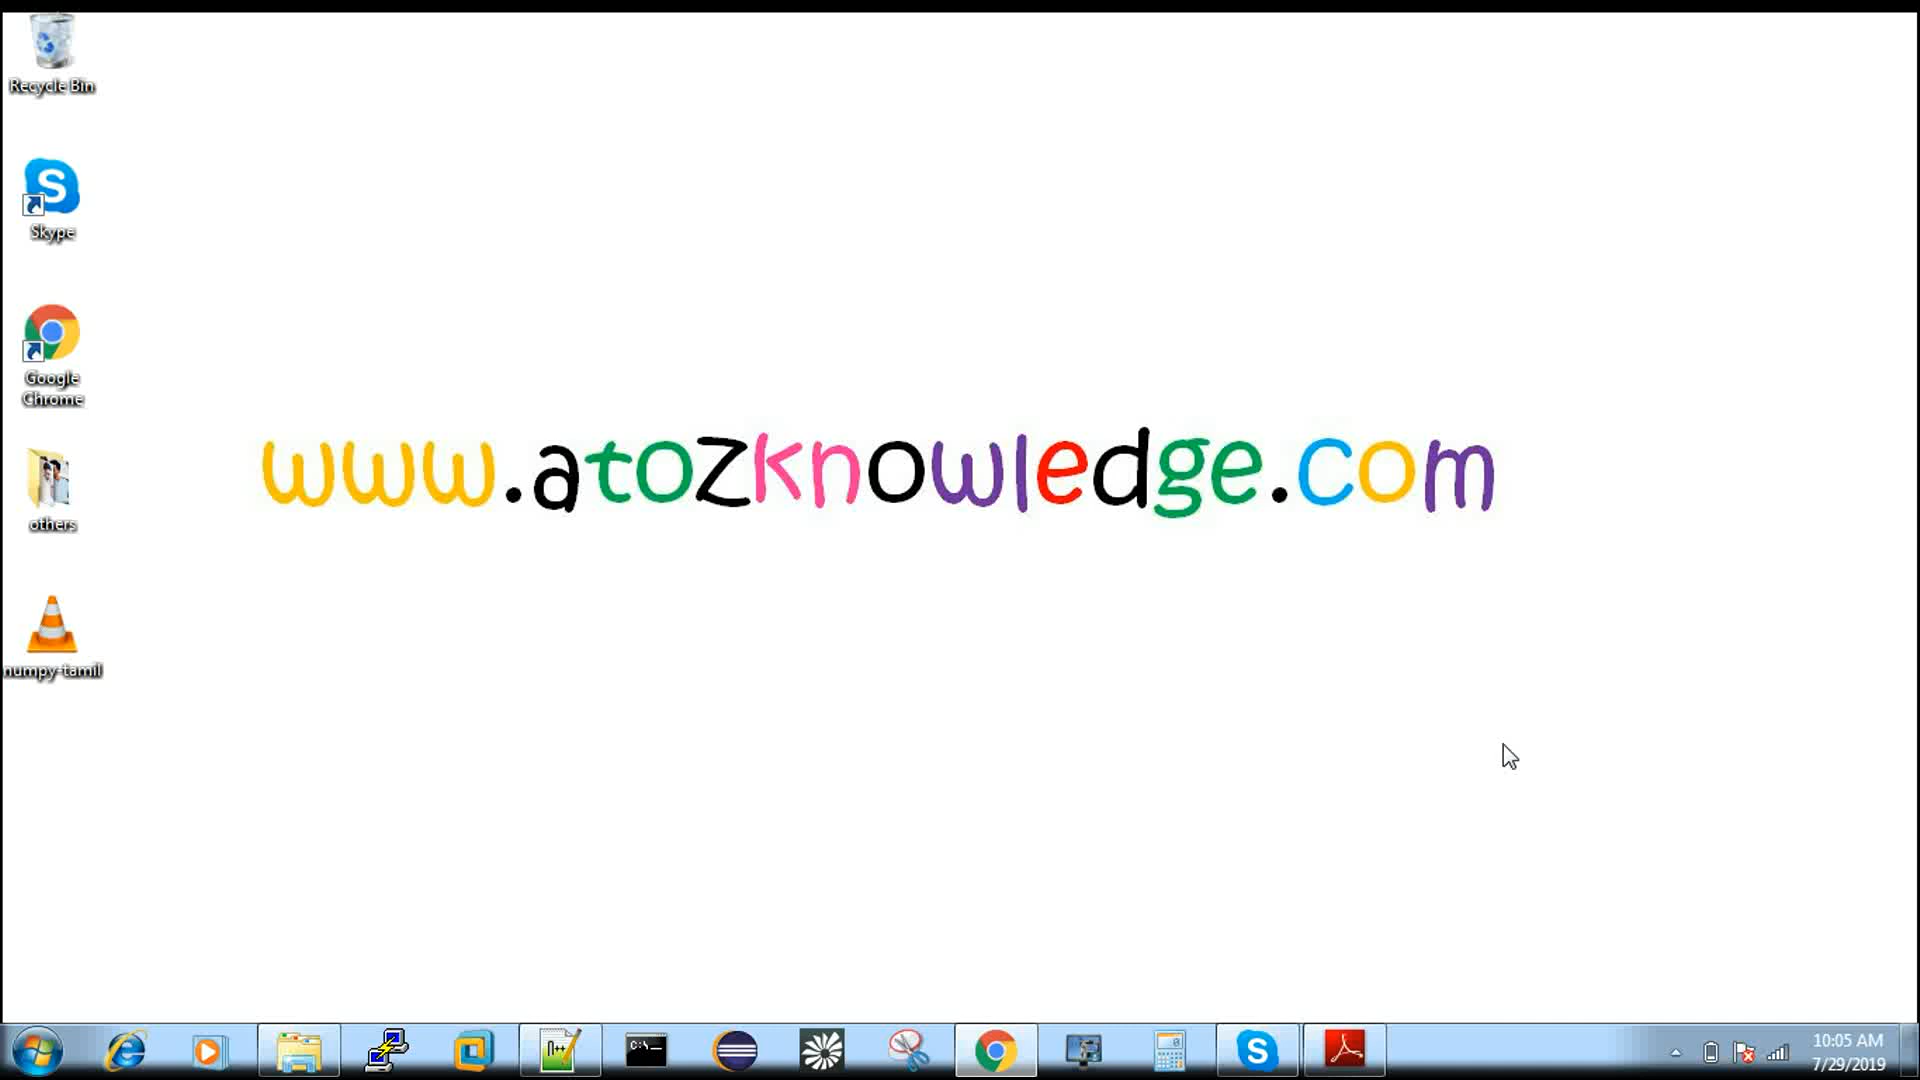 Recycle Bin
Skype
Google
Chrome
others
numpy-tamil
www.atozknowledge.com
10:05 AM
7/29/2019